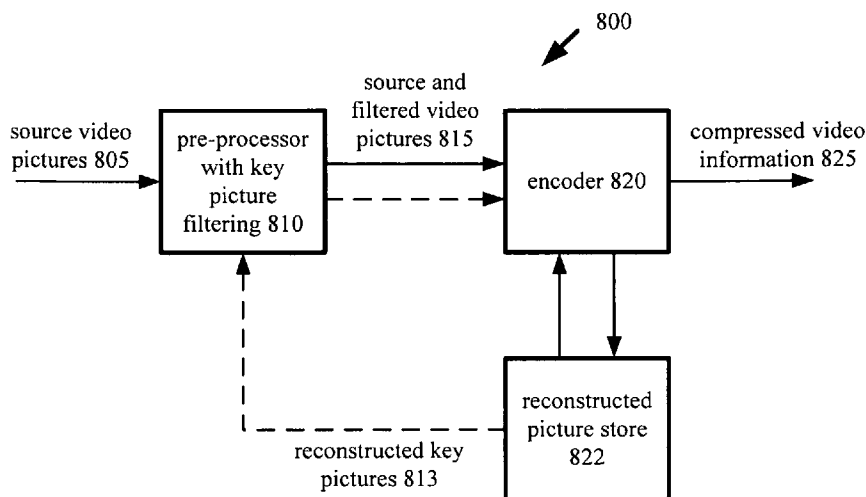 800
source and
filtered video
pictures 815
source video
pictures 805
pre-processor
with key
picture
filtering 810
encoder 820
compressed video
information 825
reconstructed
picture store
822
reconstructed key
pictures 813